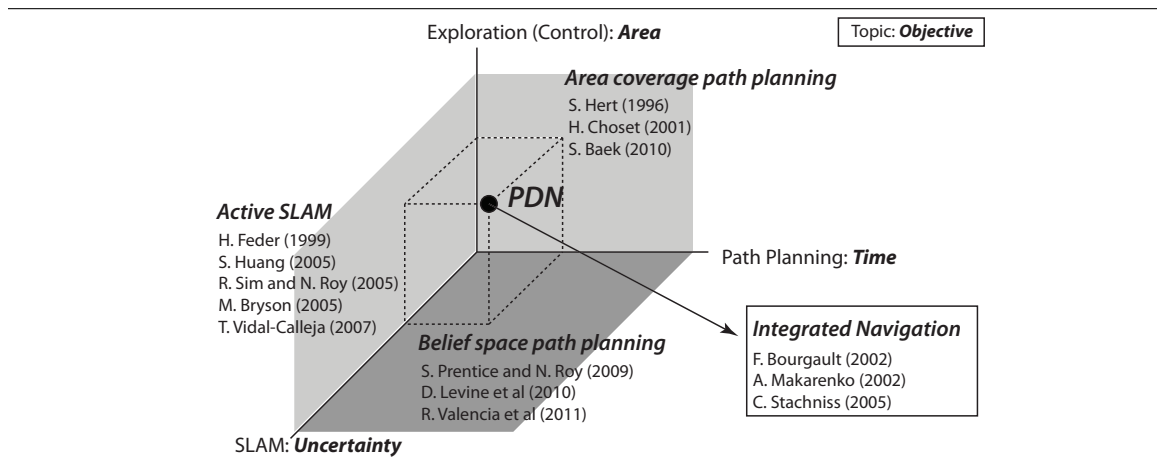 Exploration (Control): Area
Topic: Objective
Area coverage path planning
S. Hert (1996)
H. Choset (2001)
S. Baek (2010)
PDN
Active SLAM
H. Feder (1999)
S. Huang (2005)
R. Sim and N. Roy (2005)
M. Bryson (2005)
T. Vidal-Calleja (2007)
Path Planning: Time
Integrated Navigation
F. Bourgault (2002)
A. Makarenko (2002)
C. Stachniss (2005)
Belief space path planning
S. Prentice and N. Roy (2009)
D. Levine et al (2010)
R. Valencia et al (2011)
SLAM: Uncertainty